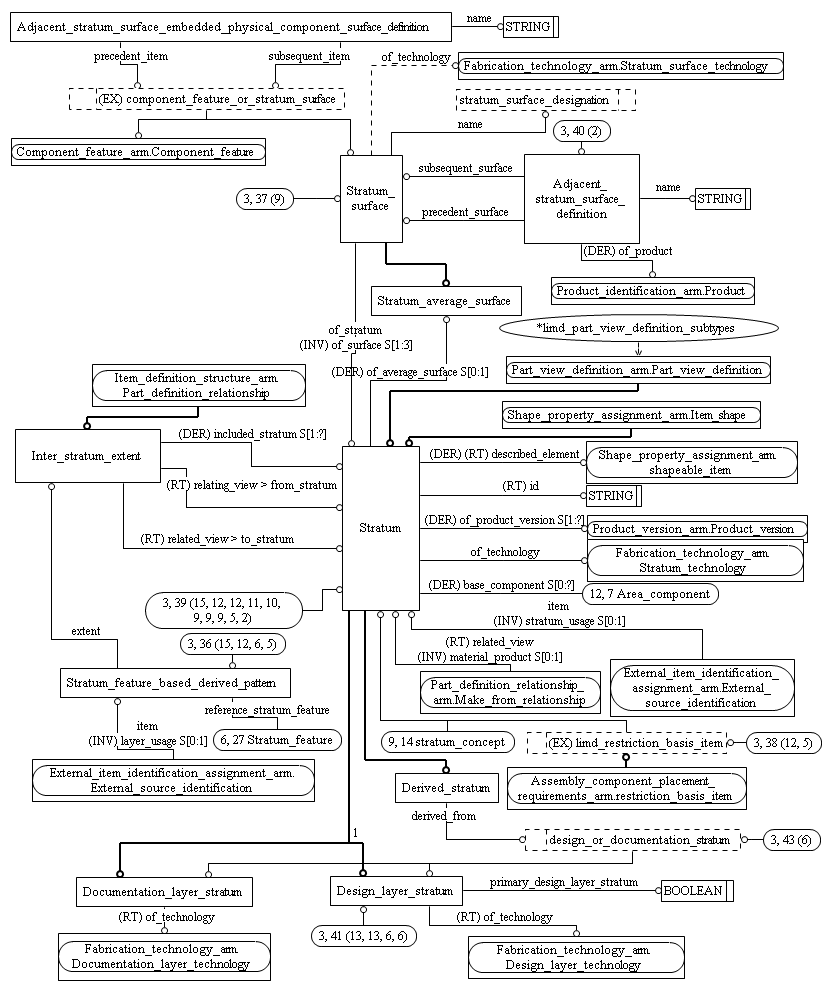 Adjacent_stratum_surface_embedded_physical_component_surface_definition
name
STRING
precedent_item
subsequent_item
of_technology
Fabrication_technology_arm.Stratum_surface_technology
(EX) component_feature_or_stratum_surface
stratum_surface_designation
name
3, 40 (2)
Component_feature_arm.Component_feature
subsequent_surface
Stratum_
surface
Adjacent_
stratum_surface_
definition
name
STRING
3, 37 (9)
precedent_surface
(DER) of_product
Product_identification_arm.Product
Stratum_average_surface
of_stratum
(INV) of_surface S[1:3]
*limd_part_view_definition_subtypes
(DER) of_average_surface S[0:1]
Part_view_definition_arm.Part_view_definition
Item_definition_structure_arm.
Part_definition_relationship
Shape_property_assignment_arm.Item_shape
Inter_stratum_extent
(DER) included_stratum S[1:?]
(DER) (RT) described_element
Shape_property_assignment_arm.
shapeable_item
(RT) relating_view > from_stratum
(RT) id
STRING
Stratum
(DER) of_product_version S[1:?]
Product_version_arm.Product_version
(RT) related_view > to_stratum
of_technology
Fabrication_technology_arm.
Stratum_technology
(DER) base_component S[0:?]
12, 7 Area_component
3, 39 (15, 12, 12, 11, 10,
9, 9, 9, 5, 2)
item
(INV) stratum_usage S[0:1]
extent
3, 36 (15, 12, 6, 5)
(RT) related_view
(INV) material_product S[0:1]
Stratum_feature_based_derived_pattern
Part_definition_relationship_
arm.Make_from_relationship
External_item_identification_
assignment_arm.External_
source_identification
reference_stratum_feature
item
(INV) layer_usage S[0:1]
6, 27 Stratum_feature
9, 14 stratum_concept
(EX) limd_restriction_basis_item
3, 38 (12, 5)
External_item_identification_assignment_arm.
External_source_identification
Derived_stratum
Assembly_component_placement_
requirements_arm.restriction_basis_item
derived_from
1
design_or_documentation_stratum
3, 43 (6)
Documentation_layer_stratum
Design_layer_stratum
primary_design_layer_stratum
BOOLEAN
(RT) of_technology
(RT) of_technology
3, 41 (13, 13, 6, 6)
Fabrication_technology_arm.
Documentation_layer_technology
Fabrication_technology_arm.
Design_layer_technology